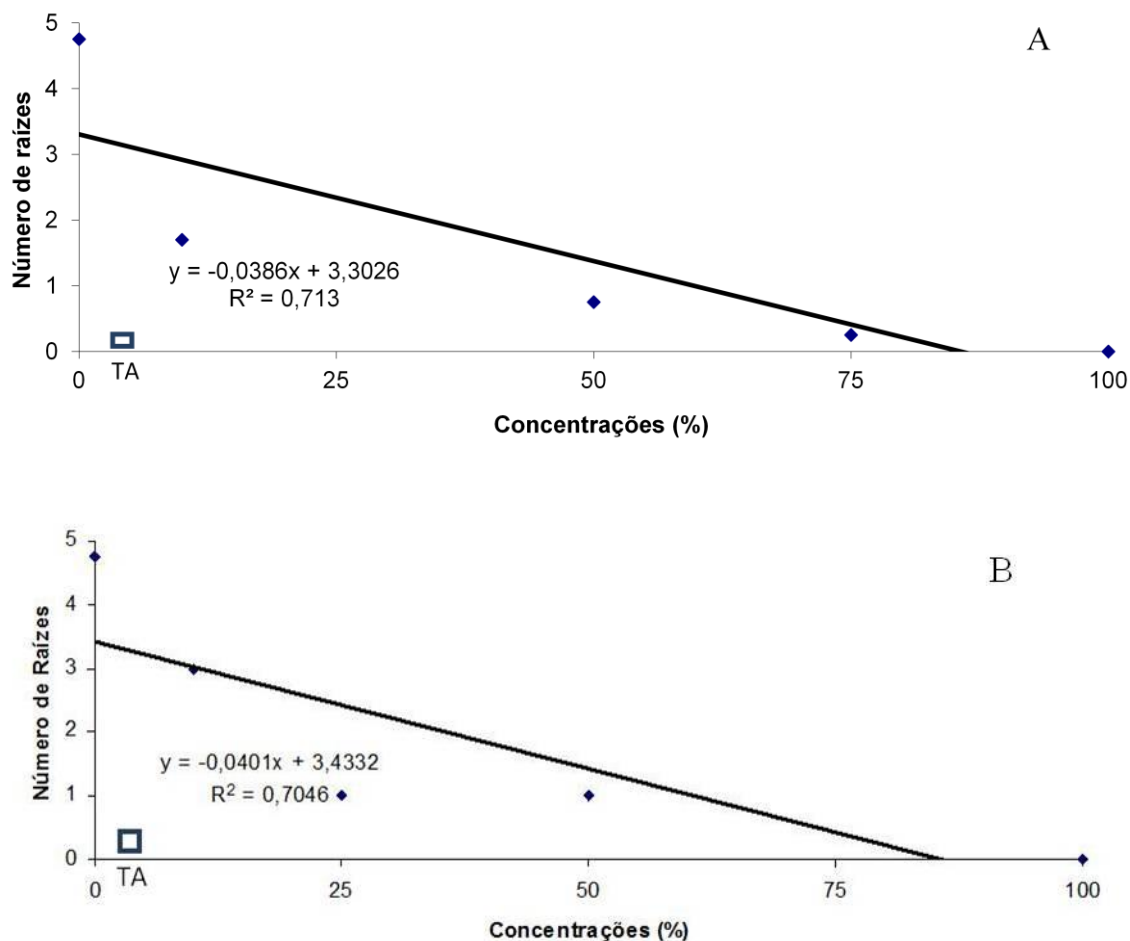 A
Número de raízes
5
4
3
2
1
0
y = -0,0386x + 3,3026
R² = 0,713
TA
0 25 50 75 100
Concentrações (%)
B
Número de Raízes
5
4
3
2
1
0
y = -0,0401x + 3,4332
R² = 0,7046
TA
0 25 50 75 100
Concentrações (%)